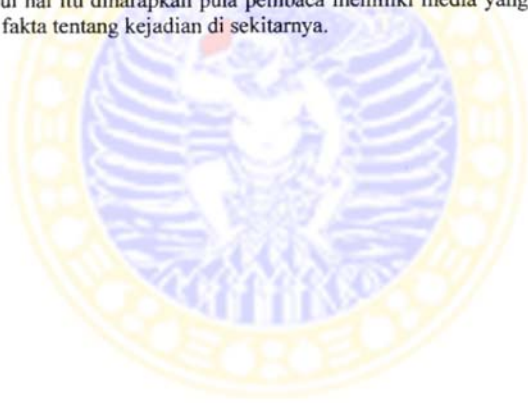 hal itu diharapkan pula pembaca memiliki media yang
fakta tentang kejadian di sekitarnya.